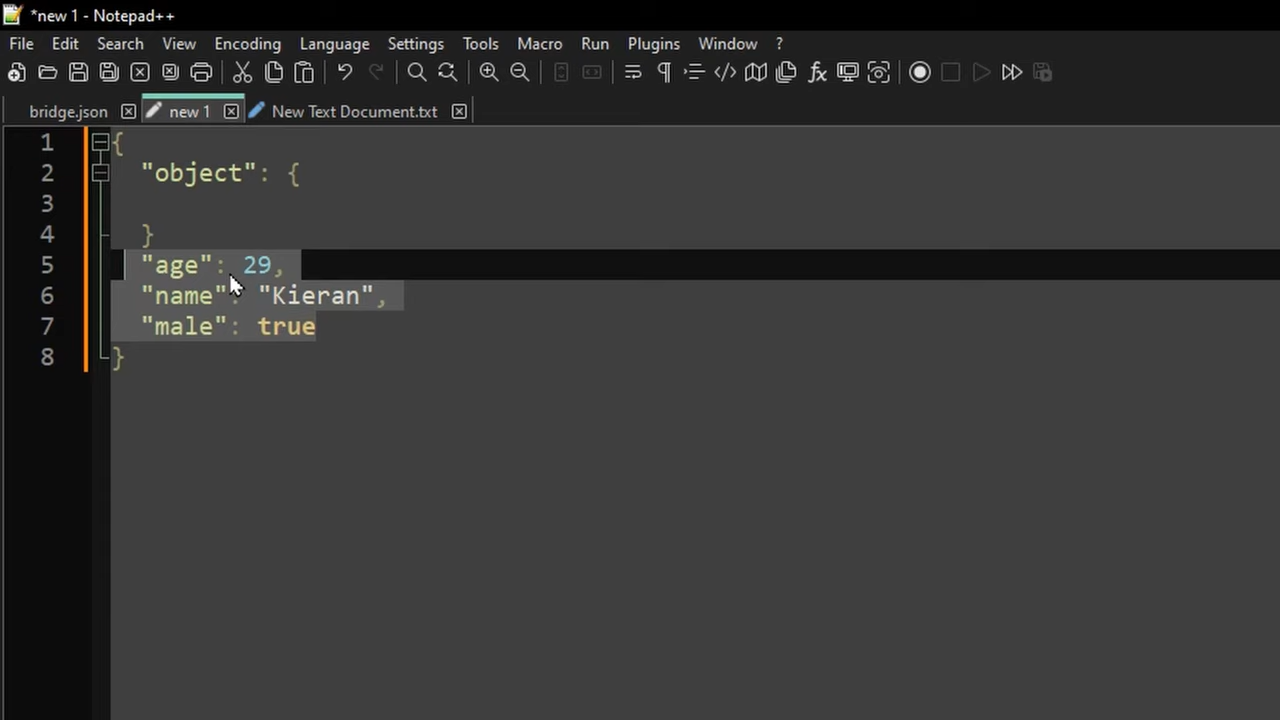 *new 1 - Notepad++
File Edit Search View Encoding Language Settings Tools Macro Run Plugins Window ?
bridge.json new 1 New Text Document.txt
1 {
2 "object": {
3
4 }
5 "age": 29,
6 "name": "Kieran",
7 "male": true
8 }